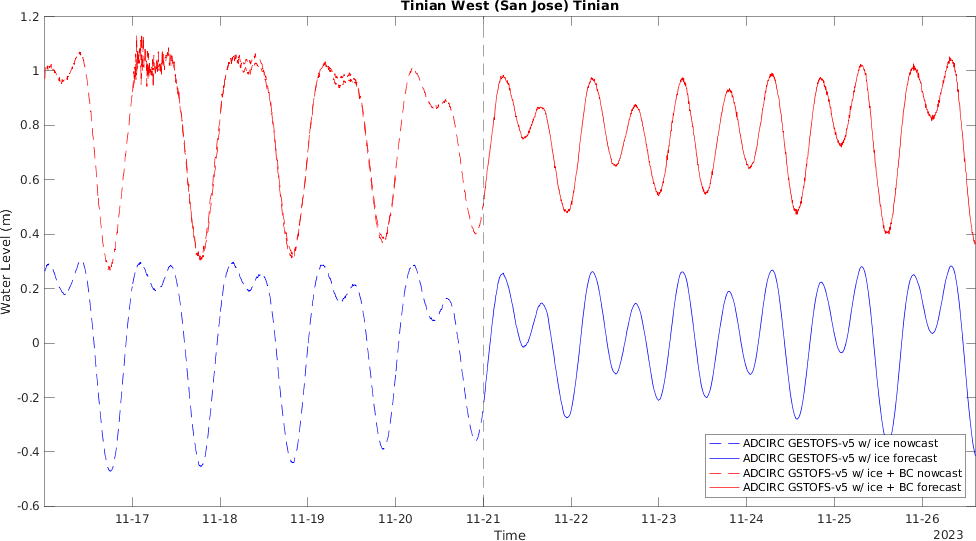 Tinian West (San Jose) Tinian
1.2
1
0.8
0.6
0.4
0.2
0
-0.2
-0.4
-0.6
Water Level (m)
11-17 11-18 11-19 11-20 11-21 11-22 11-23 11-24 11-25 11-26
Time
2023
ADCIRC GESTOFS-v5 w/ ice nowcast
ADCIRC GESTOFS-v5 w/ ice forecast
ADCIRC GSTOFS-v5 w/ ice + BC nowcast
ADCIRC GSTOFS-v5 w/ ice + BC forecast